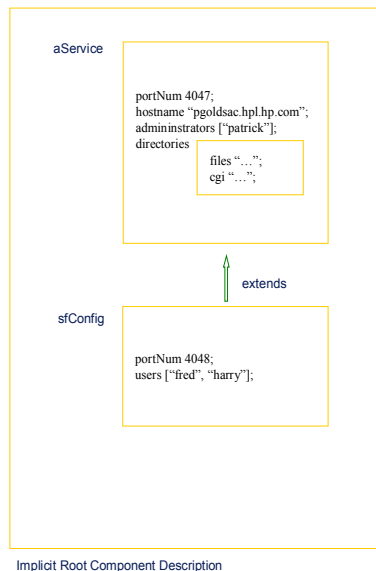 aService
portNum 4047;
hostname “pgoldsac.hpl.hp.com”;
admininstrators [“patrick”];
directories
files “…”;
cgi “…”;
extends
sfConfig
portNum 4048;
users [“fred”, “harry”];
Implicit Root Component Description